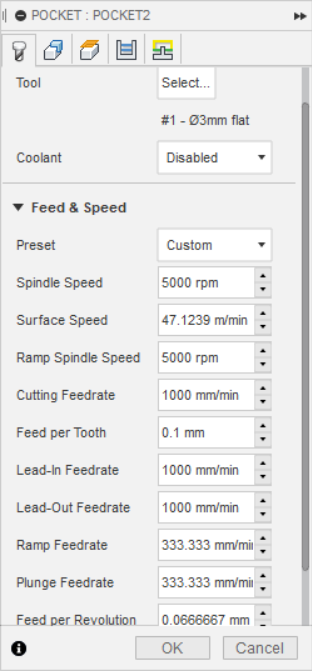 POCKET : POCKET2
Tool Select...
#1 - Ø3mm flat
Coolant Disabled
Feed & Speed
Preset Custom
Spindle Speed 5000 rpm
Surface Speed 47.1239 m/min
Ramp Spindle Speed 5000 rpm
Cutting Feedrate 1000 mm/min
Feed per Tooth 0.1 mm
Lead-In Feedrate 1000 mm/min
Lead-Out Feedrate 1000 mm/min
Ramp Feedrate 333.333 mm/mi
Plunge Feedrate 333.333 mm/mi
Feed per Revolution 0.0666667 mm
OK Cancel